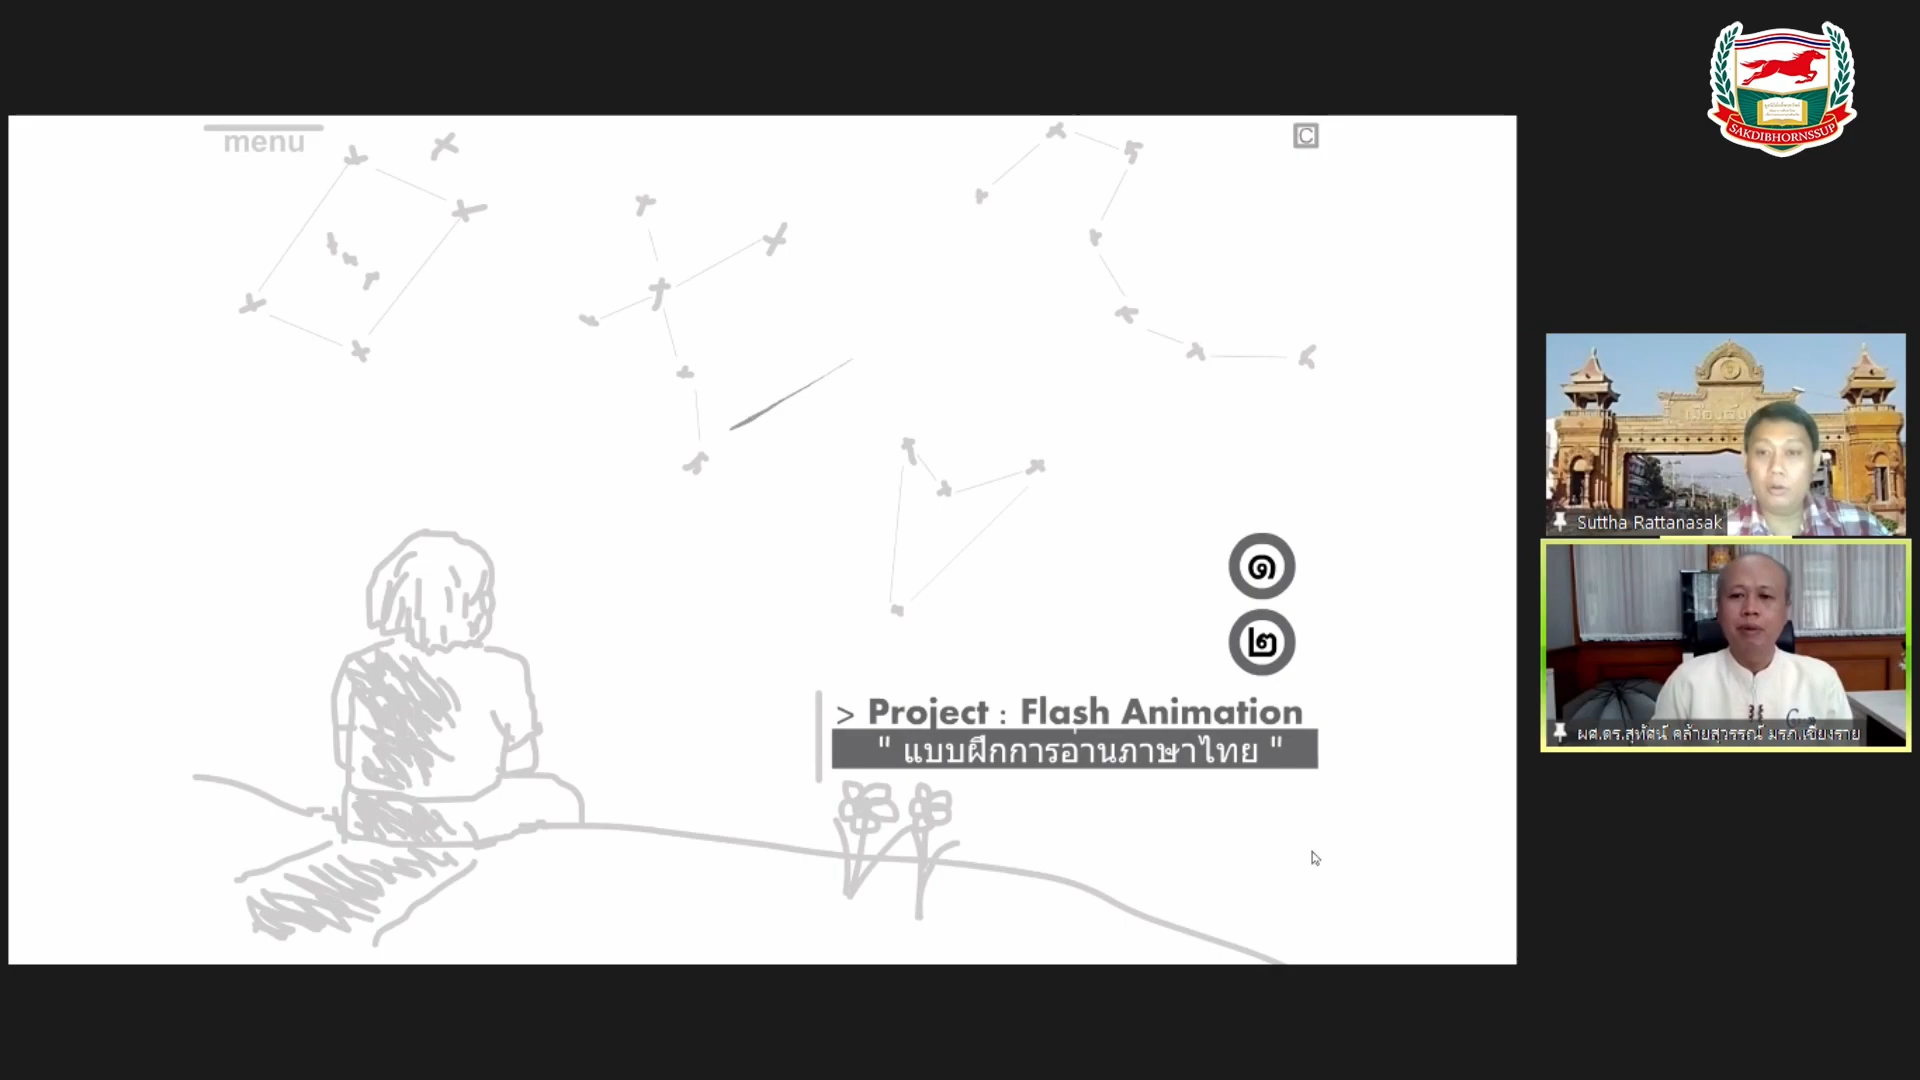 menu
C
SAKDIBHORNSSUP
๑
๒
> Project : Flash Animation
" แบบฝึกการอ่านภาษาไทย "
Suttha Rattanasak
ผศ.ดร.สุทัศน์ คล้ายสุวรรณ์ มรภ.เชียงราย